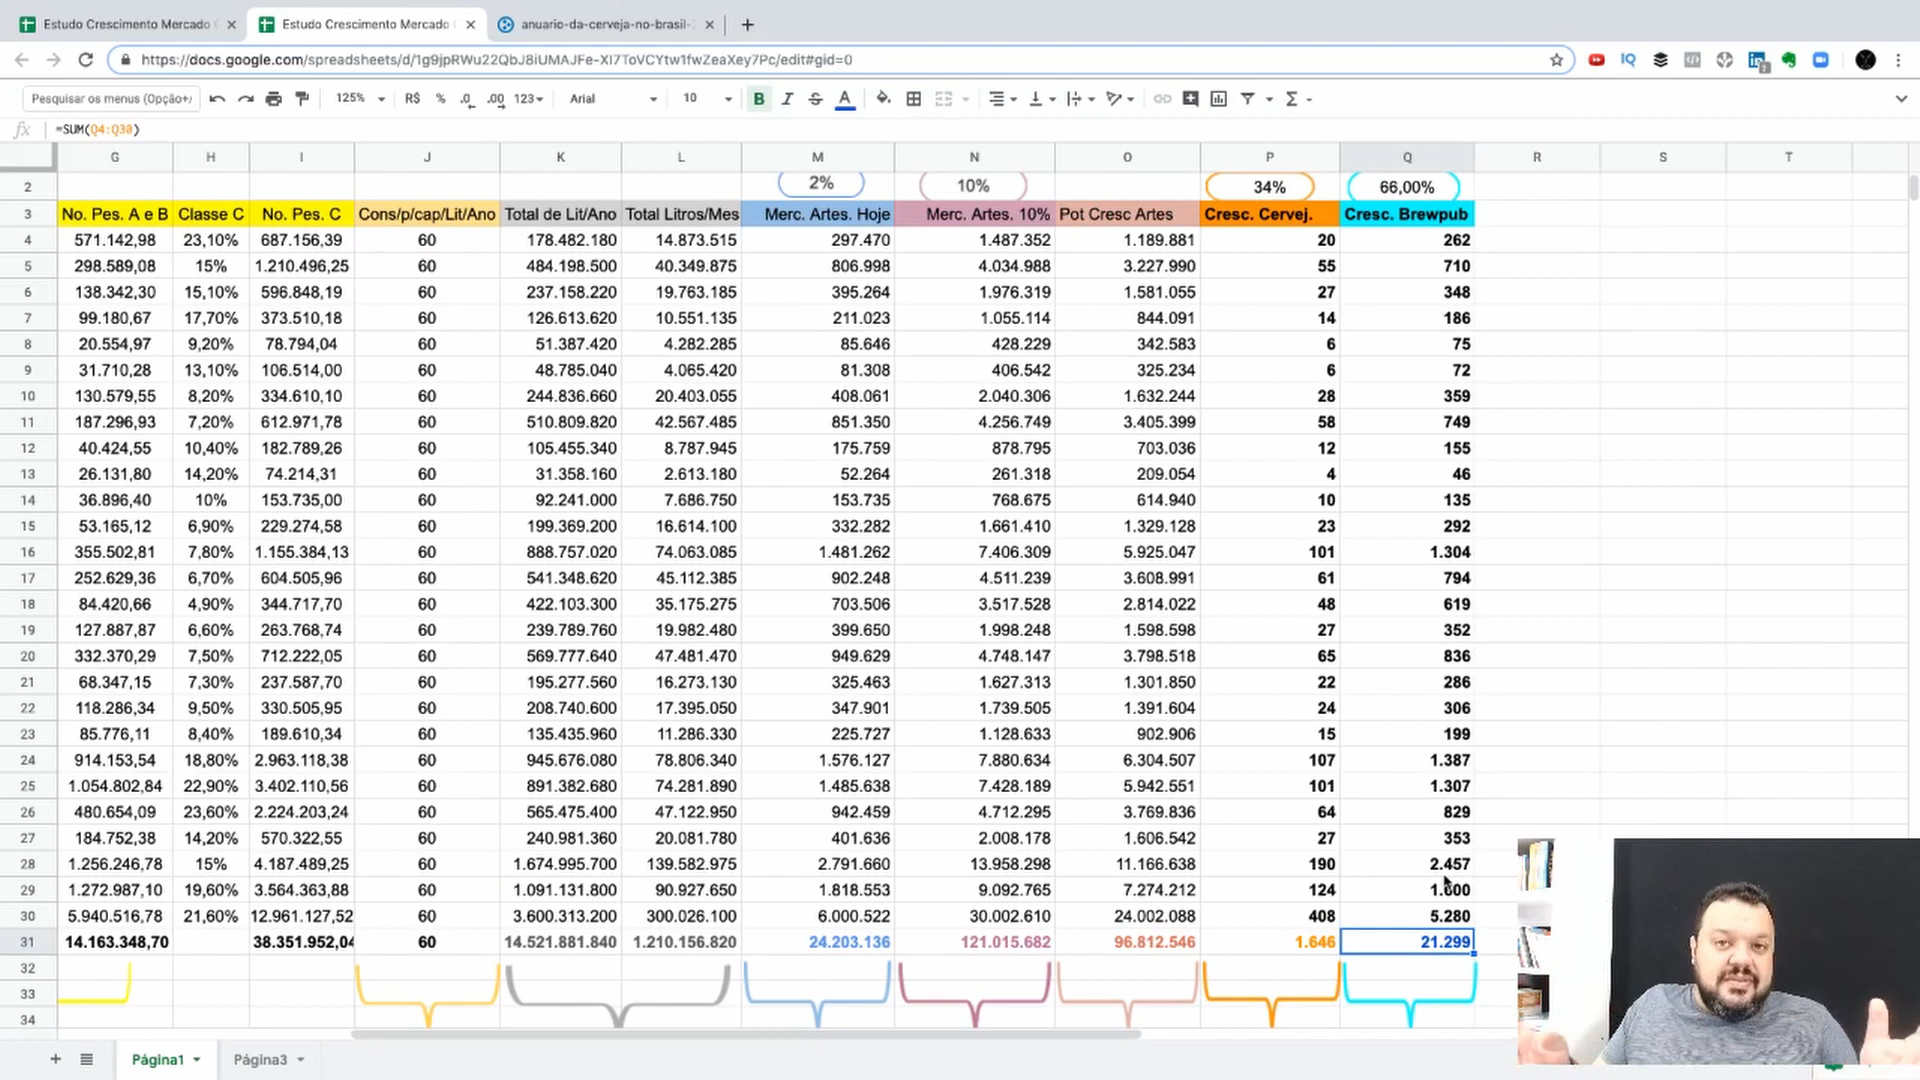 Estudo Crescimento Mercado
Estudo Crescimento Mercado
anuario-da-cerveja-no-brasil-
https://docs.google.com/spreadsheets/d/1g9jpRWu22QbJ8iUMAJFe-XI7ToVCYtw1fwZeaXey7Pc/edit#gid=0
Pesquisar os menus (Opção+/ 125% R$ % .0 .00 123 Arial 10 B I S A
=SUM(Q4:Q30)
G H I J K L M N O P Q R S T
2 2% 10% 34% 66,00%
3 No. Pes. A e B Classe C No. Pes. C Cons/p/cap/Lit/Ano Total de Lit/Ano Total Litros/Mes Merc. Artes. Hoje Merc. Artes. 10% Pot Cresc Artes Cresc. Cervej. Cresc. Brewpub
4 571.142,98 23,10% 687.156,39 60 178.482.180 14.873.515 297.470 1.487.352 1.189.881 20 262
5 298.589,08 15% 1.210.496,25 60 484.198.500 40.349.875 806.998 4.034.988 3.227.990 55 710
6 138.342,30 15,10% 596.848,19 60 237.158.220 19.763.185 395.264 1.976.319 1.581.055 27 348
7 99.180,67 17,70% 373.510,18 60 126.613.620 10.551.135 211.023 1.055.114 844.091 14 186
8 20.554,97 9,20% 78.794,04 60 51.387.420 4.282.285 85.646 428.229 342.583 6 75
9 31.710,28 13,10% 106.514,00 60 48.785.040 4.065.420 81.308 406.542 325.234 6 72
10 130.579,55 8,20% 334.610,10 60 244.836.660 20.403.055 408.061 2.040.306 1.632.244 28 359
11 187.296,93 7,20% 612.971,78 60 510.809.820 42.567.485 851.350 4.256.749 3.405.399 58 749
12 40.424,55 10,40% 182.789,26 60 105.455.340 8.787.945 175.759 878.795 703.036 12 155
13 26.131,80 14,20% 74.214,31 60 31.358.160 2.613.180 52.264 261.318 209.054 4 46
14 36.896,40 10% 153.735,00 60 92.241.000 7.686.750 153.735 768.675 614.940 10 135
15 53.165,12 6,90% 229.274,58 60 199.369.200 16.614.100 332.282 1.661.410 1.329.128 23 292
16 355.502,81 7,80% 1.155.384,13 60 888.757.020 74.063.085 1.481.262 7.406.309 5.925.047 101 1.304
17 252.629,36 6,70% 604.505,96 60 541.348.620 45.112.385 902.248 4.511.239 3.608.991 61 794
18 84.420,66 4,90% 344.717,70 60 422.103.300 35.175.275 703.506 3.517.528 2.814.022 48 619
19 127.887,87 6,60% 263.768,74 60 239.789.760 19.982.480 399.650 1.998.248 1.598.598 27 352
20 332.370,29 7,50% 712.222,05 60 569.777.640 47.481.470 949.629 4.748.147 3.798.518 65 836
21 68.347,15 7,30% 237.587,70 60 195.277.560 16.273.130 325.463 1.627.313 1.301.850 22 286
22 118.286,34 9,50% 330.505,95 60 208.740.600 17.395.050 347.901 1.739.505 1.391.604 24 306
23 85.776,11 8,40% 189.610,34 60 135.435.960 11.286.330 225.727 1.128.633 902.906 15 199
24 914.153,54 18,80% 2.963.118,38 60 945.676.080 78.806.340 1.576.127 7.880.634 6.304.507 107 1.387
25 1.054.802,84 22,90% 3.402.110,56 60 891.382.680 74.281.890 1.485.638 7.428.189 5.942.551 101 1.307
26 480.654,09 23,60% 2.224.203,24 60 565.475.400 47.122.950 942.459 4.712.295 3.769.836 64 829
27 184.752,38 14,20% 570.322,55 60 240.981.360 20.081.780 401.636 2.008.178 1.606.542 27 353
28 1.256.246,78 15% 4.187.489,25 60 1.674.995.700 139.582.975 2.791.660 13.958.298 11.166.638 190 2.457
29 1.272.987,10 19,60% 3.564.363,88 60 1.091.131.800 90.927.650 1.818.553 9.092.765 7.274.212 124 1.600
30 5.940.516,78 21,60% 12.961.127,52 60 3.600.313.200 300.026.100 6.000.522 30.002.610 24.002.088 408 5.280
31 14.163.348,70 38.351.952,04 60 14.521.881.840 1.210.156.820 24.203.136 121.015.682 96.812.546 1.646 21.299
32
33
34
Página1 Página3